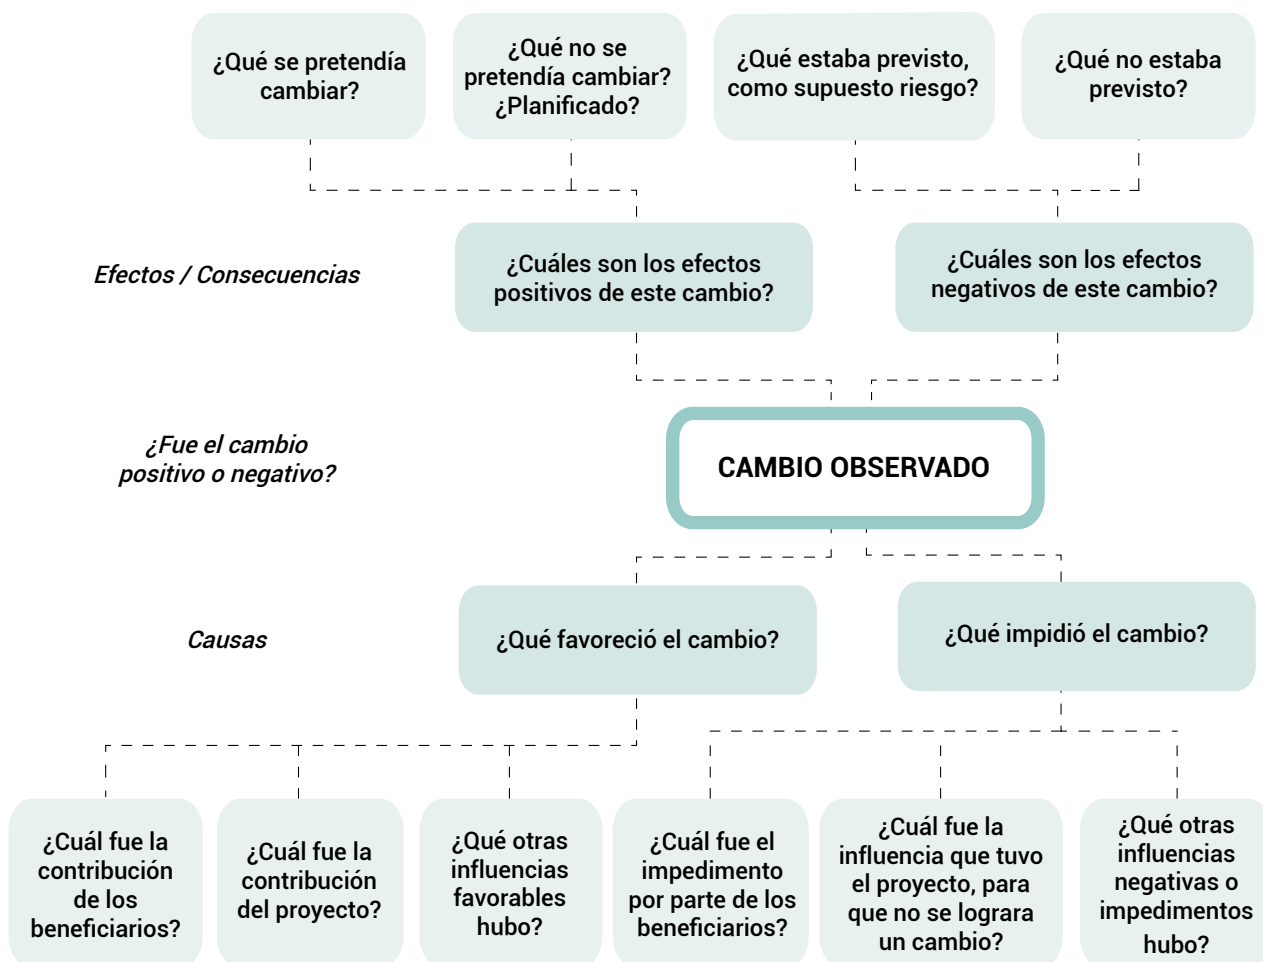 ¿Qué se pretendía
cambiar?
¿Qué no se
pretendía cambiar?
¿Planificado?
¿Qué estaba previsto,
como supuesto riesgo?
¿Qué no estaba
previsto?
Efectos / Consecuencias
¿Cuáles son los efectos
positivos de este cambio?
¿Cuáles son los efectos
negativos de este cambio?
¿Fue el cambio
positivo o negativo?
CAMBIO OBSERVADO
Causas
¿Qué favoreció el cambio?
¿Qué impidió el cambio?
¿Cuál fue la
contribución
de los
beneficiarios?
¿Cuál fue la
contribución
del proyecto?
¿Qué otras
influencias
favorables
hubo?
¿Cuál fue el
impedimento
por parte de los
beneficiarios?
¿Cuál fue la
influencia que tuvo
el proyecto, para
que no se lograra
un cambio?
¿Qué otras
influencias
negativas o
impedimentos
hubo?